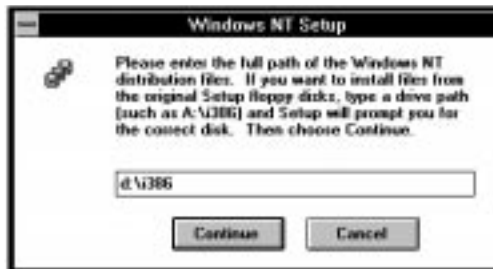 Windows NT Setup
Please enter the full path of the Windows NT
distribution files. If you want to install files from
the original Setup floppy disks, type a drive path
(such as A:\i386) and Setup will prompt you for
the correct disk. Then choose Continue.
d:\i386
Continue
Cancel